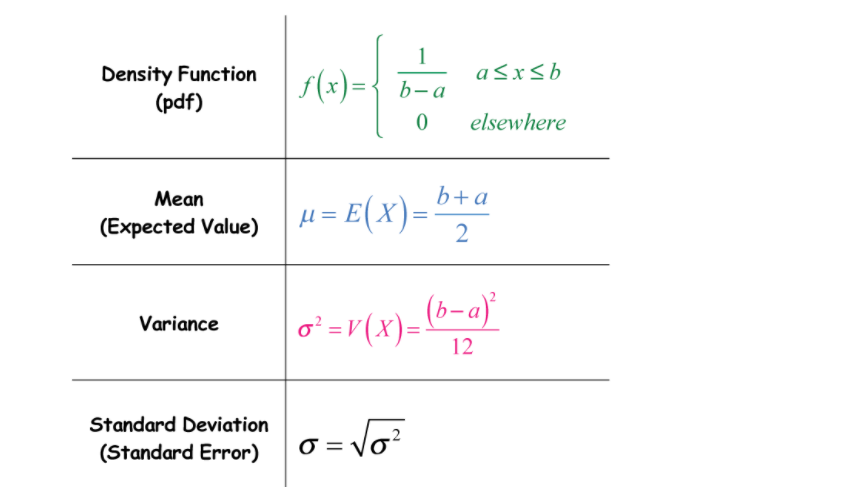 Density Function
(pdf)
f(x) = { 1/(b−a) a ≤ x ≤ b
0 elsewhere
Mean
(Expected Value)
μ = E(X) = (b+a)/2
Variance
σ² = V(X) = (b−a)²/12
Standard Deviation
(Standard Error)
σ = √σ²